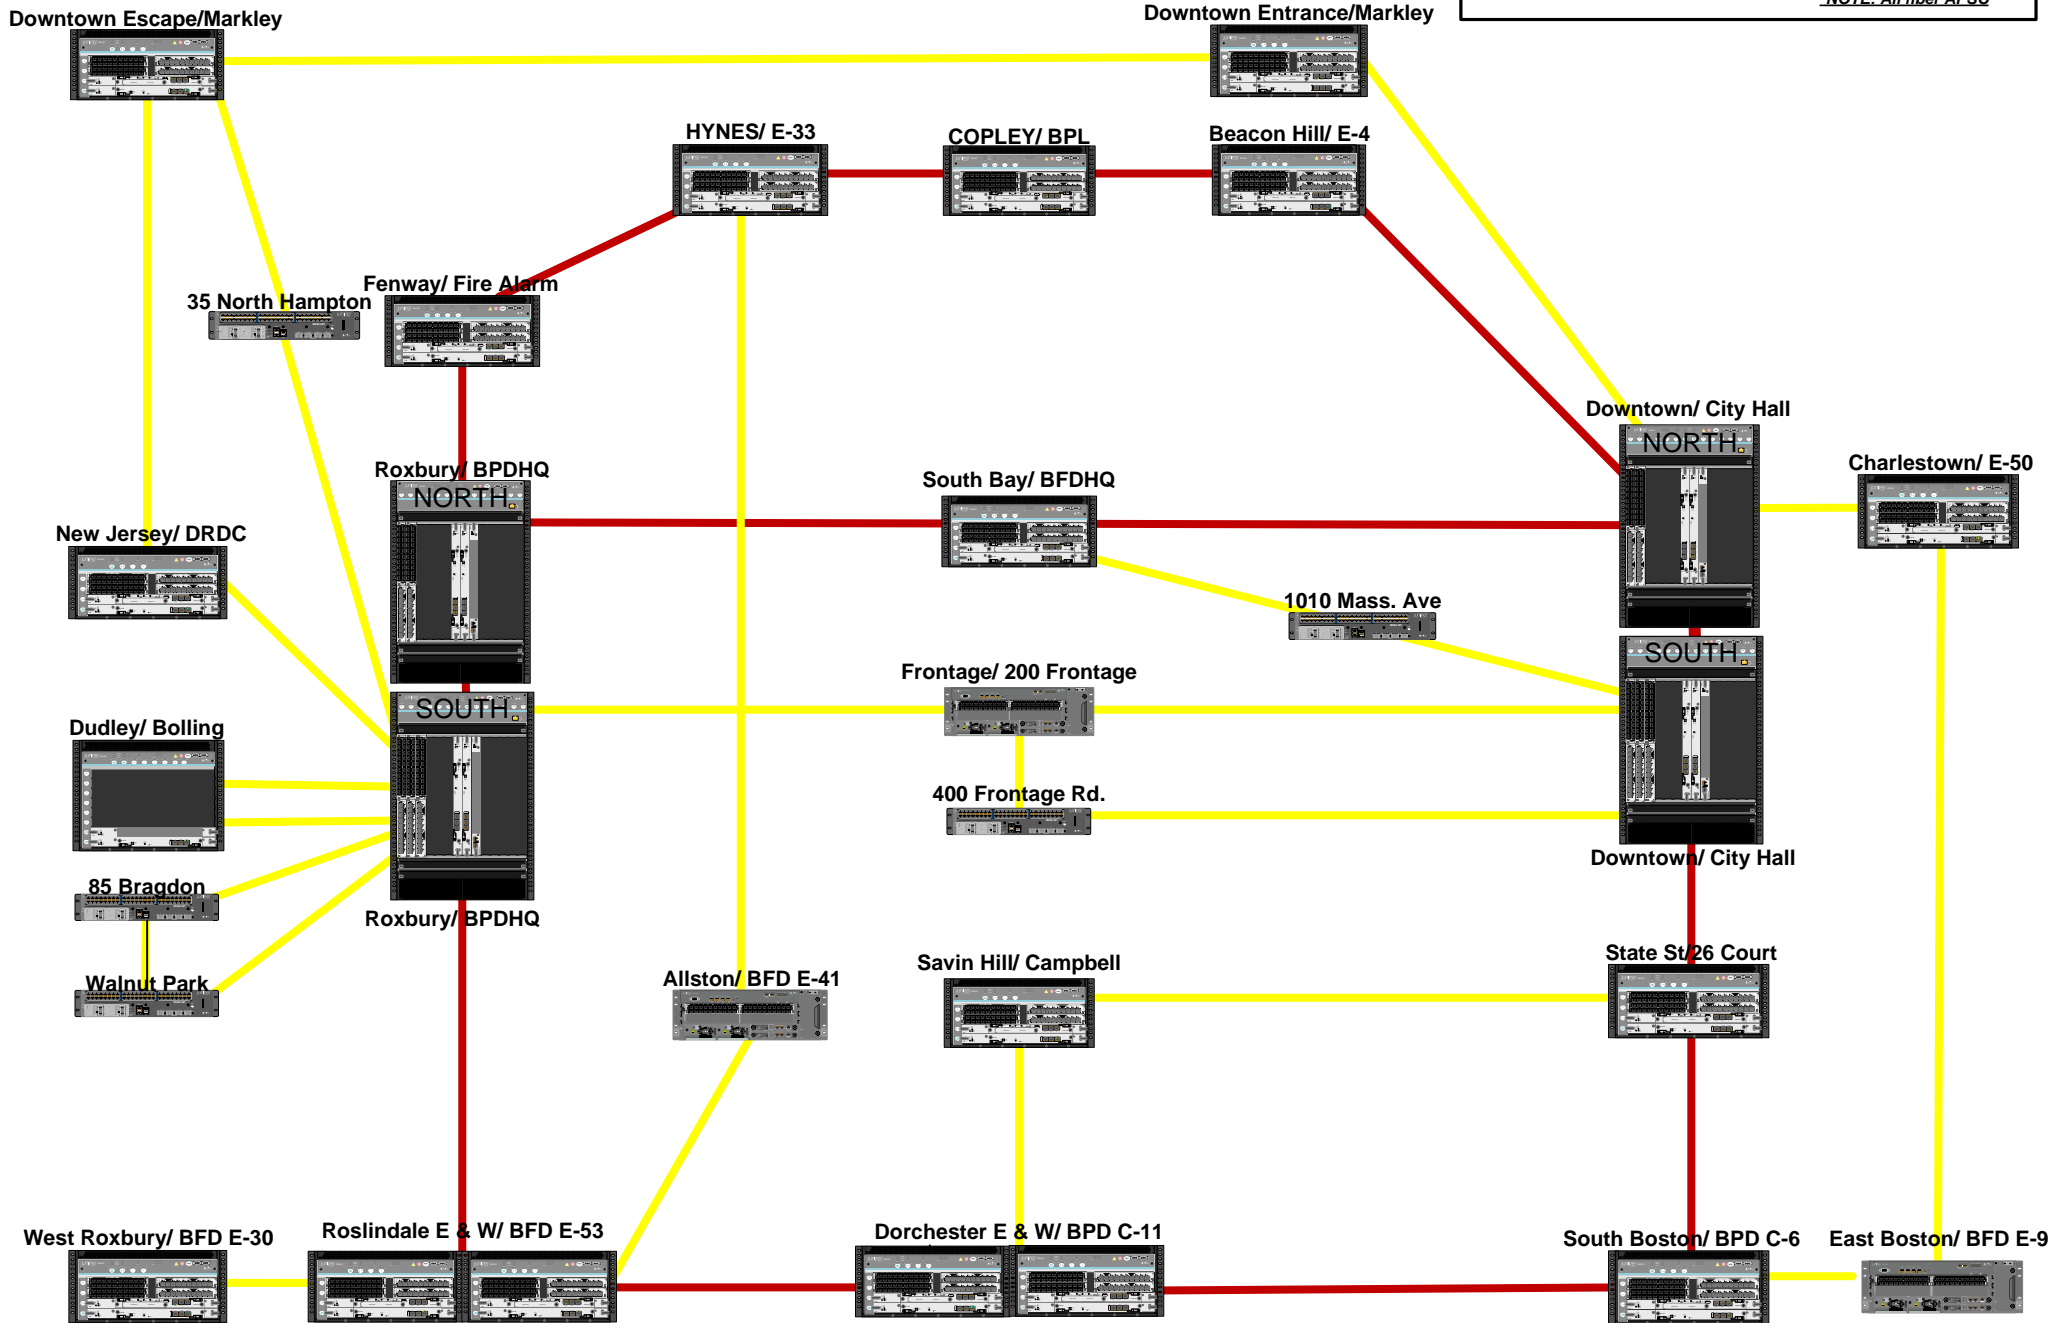 NOTE: All fiber APSC
Downtown Escape/Markley
Downtown Entrance/Markley
HYNES/ E-33
COPLEY/ BPL
Beacon Hill/ E-4
Fenway/ Fire Alarm
35 North Hampton
Downtown/ City Hall
NORTH
Charlestown/ E-50
Roxbury/ BPDHQ
NORTH
South Bay/ BFDHQ
New Jersey/ DRDC
1010 Mass. Ave
SOUTH
Frontage/ 200 Frontage
SOUTH
Dudley/ Bolling
400 Frontage Rd.
Downtown/ City Hall
85 Bragdon
Roxbury/ BPDHQ
State St/26 Court
Savin Hill/ Campbell
Allston/ BFD E-41
Walnut Park
West Roxbury/ BFD E-30
Roslindale E & W/ BFD E-53
Dorchester E & W/ BPD C-11
South Boston/ BPD C-6
East Boston/ BFD E-9